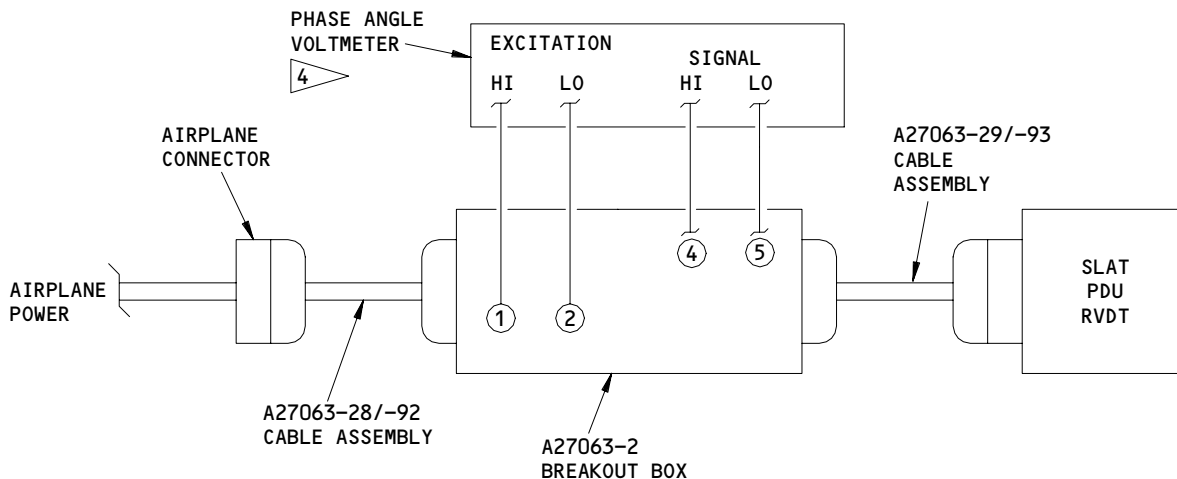 PHASE ANGLE
VOLTMETER
4
EXCITATION
HI
LO
SIGNAL
HI
LO
AIRPLANE
CONNECTOR
A27063-29/-93
CABLE
ASSEMBLY
4
5
AIRPLANE
POWER
1
2
SLAT
PDU
RVDT
A27063-28/-92
CABLE ASSEMBLY
A27063-2
BREAKOUT BOX